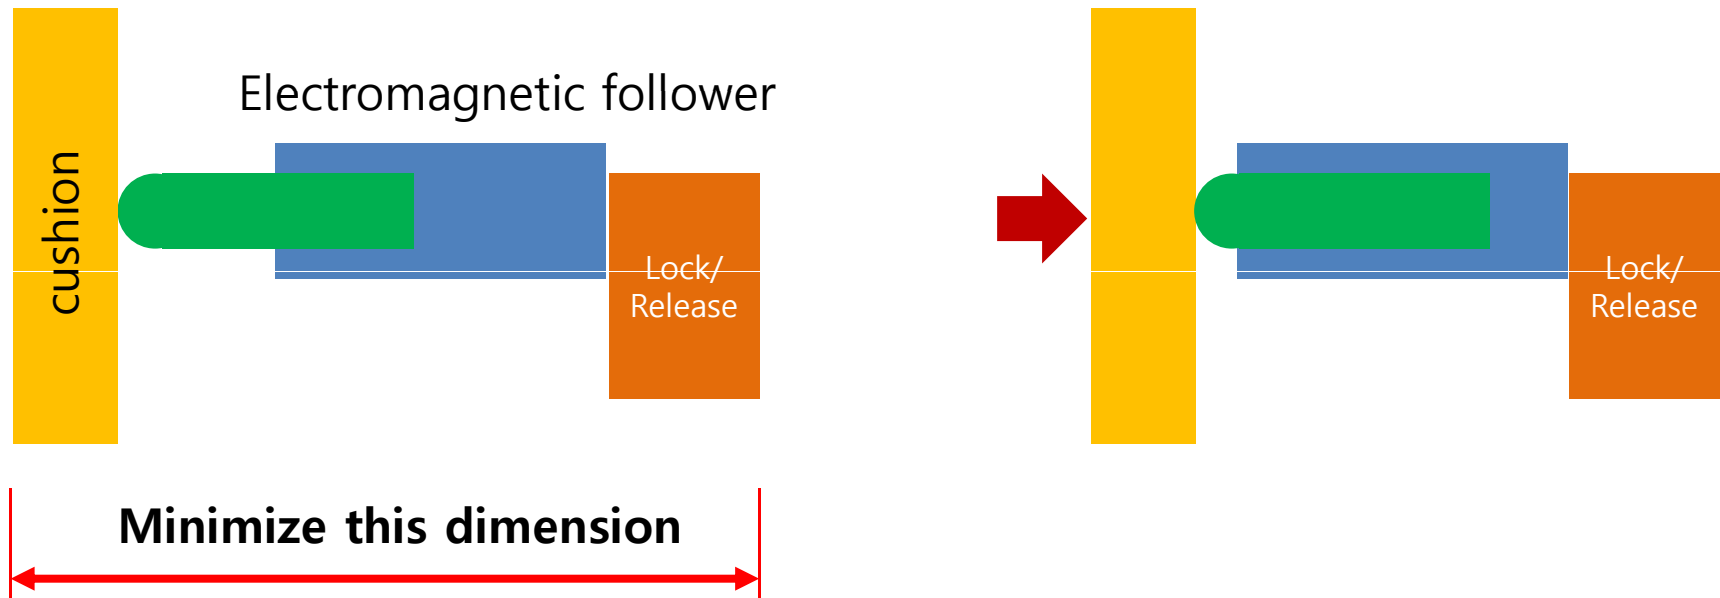 Electromagnetic follower
cushion
Lock/
Release
Lock/
Release
Minimize this dimension